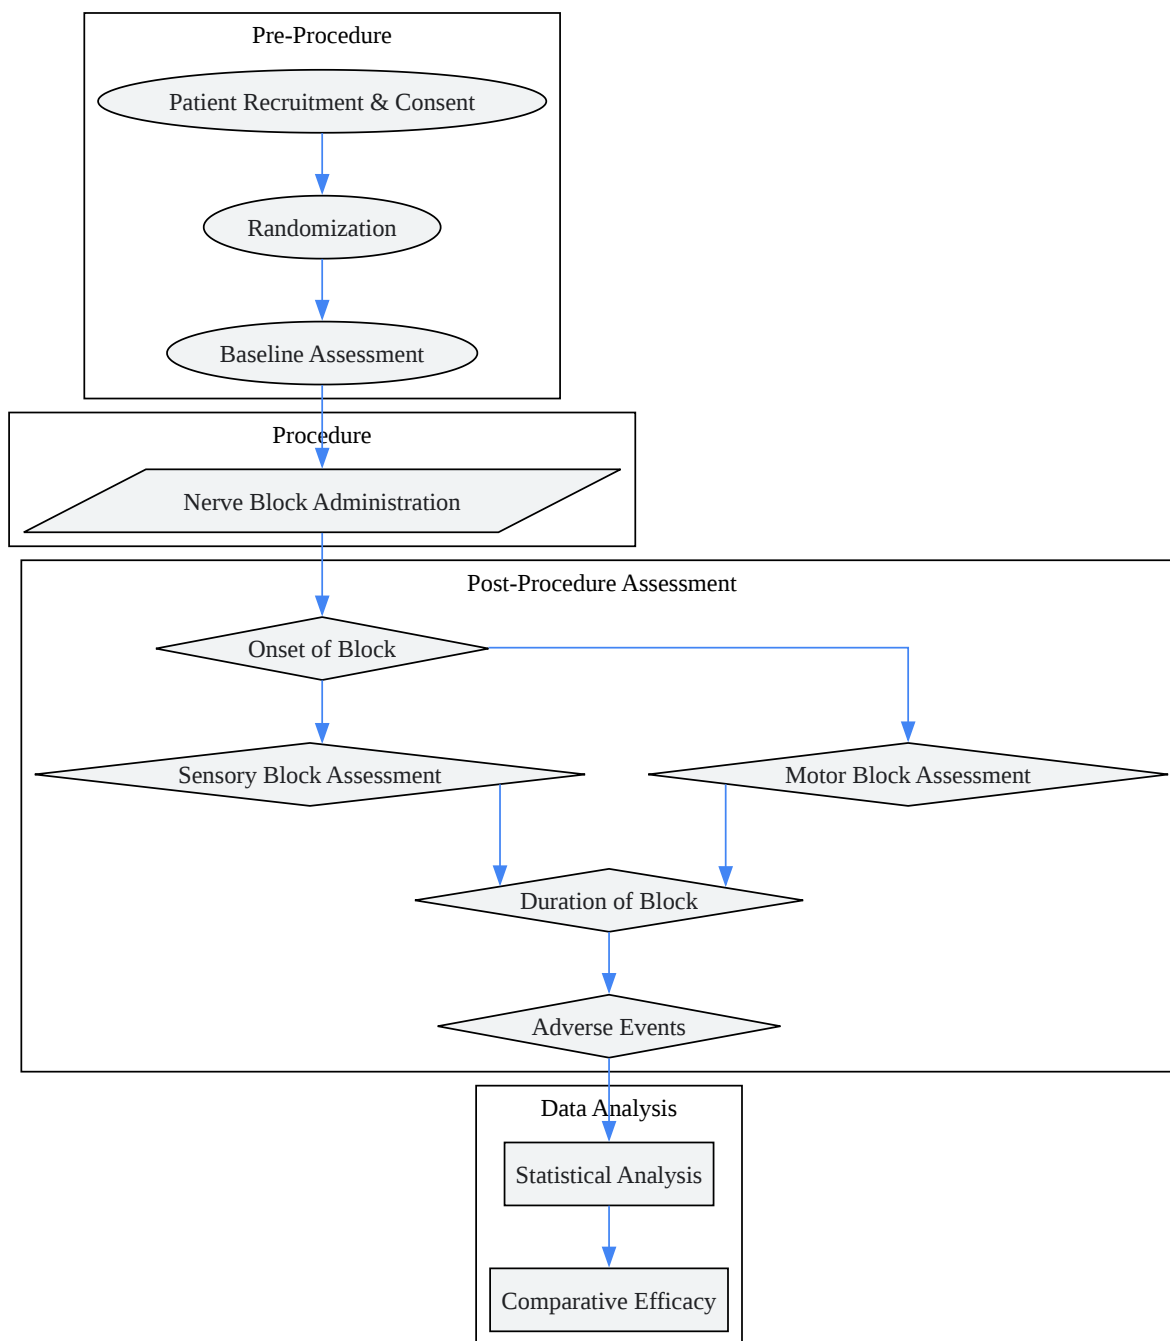 Pre-Procedure
Patient Recruitment & Consent
Randomization
Baseline Assessment
Procedure
Nerve Block Administration
Post-Procedure Assessment
Onset of Block
Sensory Block Assessment
Motor Block Assessment
Duration of Block
Adverse Events
Data Analysis
Statistical Analysis
Comparative Efficacy